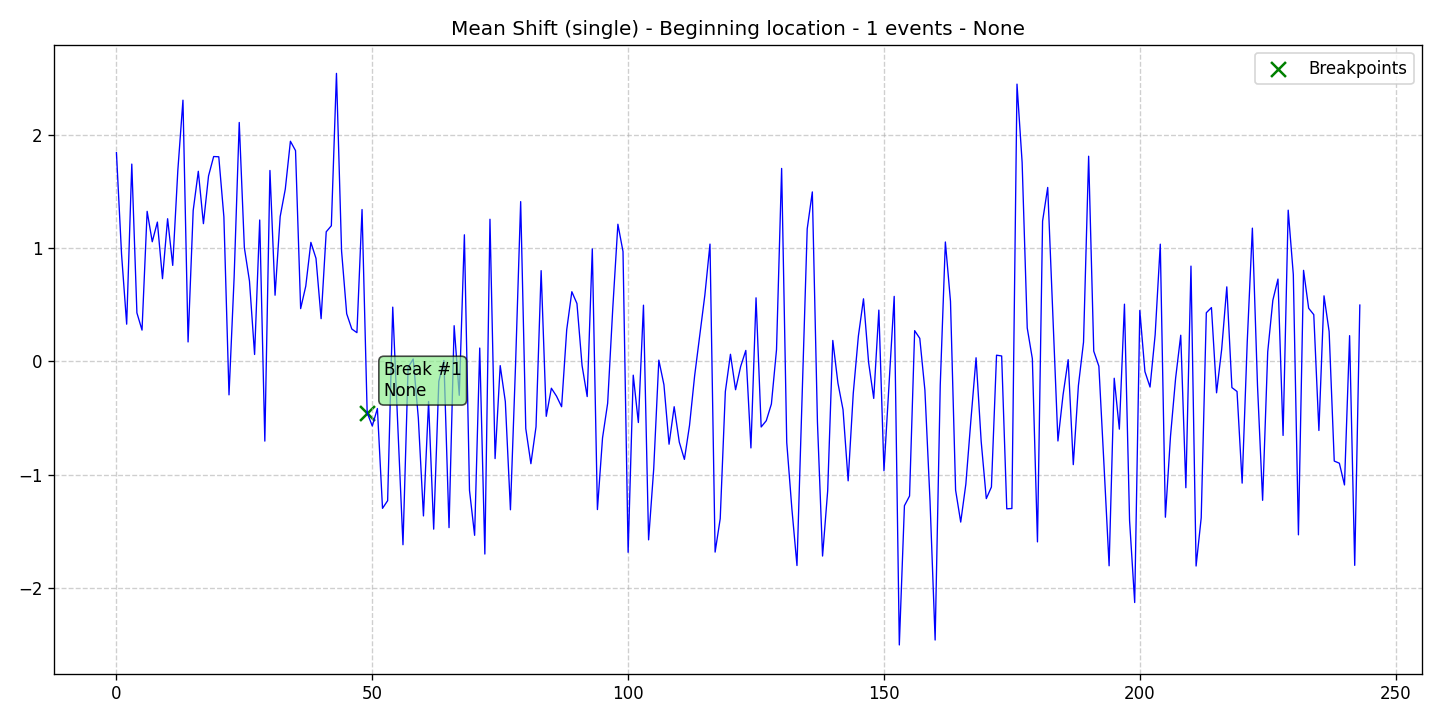 Mean Shift (single) - Beginning location - 1 events - None
Breakpoints
Break #1
None
2
1
0
−1
−2
0
50
100
150
200
250